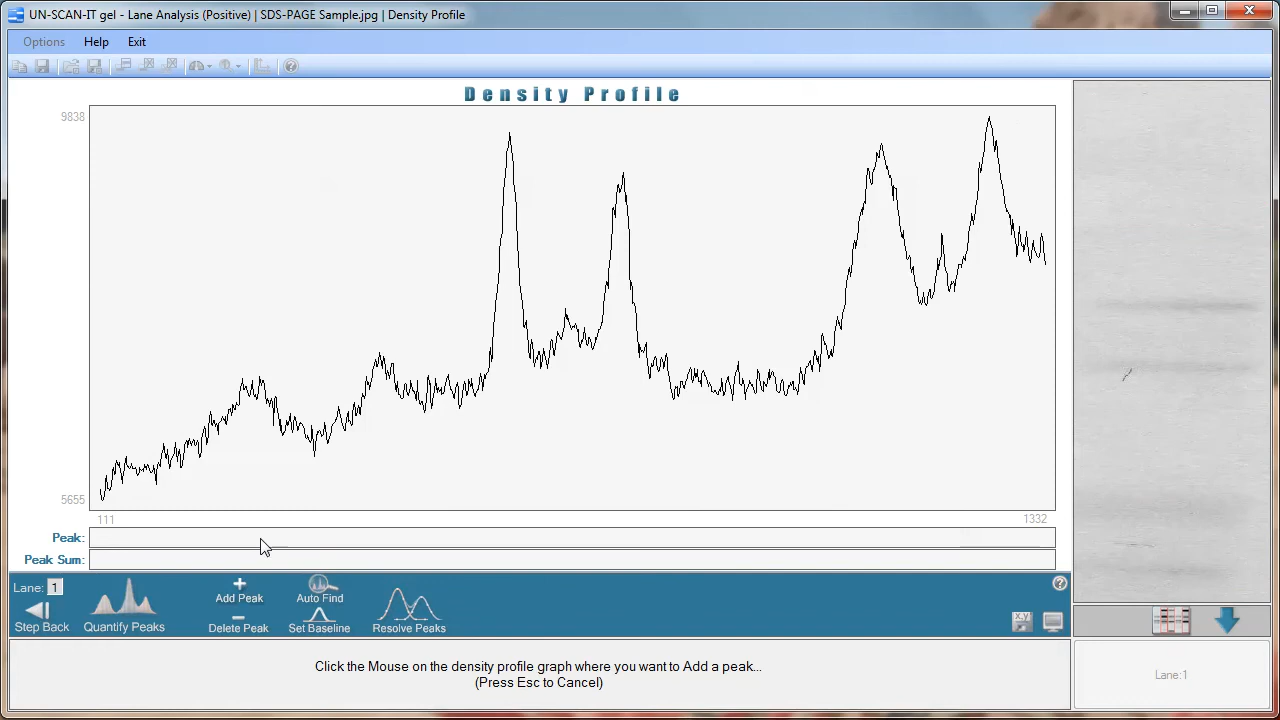 UN-SCAN-IT gel - Lane Analysis (Positive) | SDS-PAGE Sample.jpg | Density Profile
Options Help Exit
Density Profile
9838
5655
111 1332
Peak:
Peak Sum:
Lane: 1
Step Back
Quantify Peaks
Add Peak
Delete Peak
Auto Find
Set Baseline
Resolve Peaks
x,y
Click the Mouse on the density profile graph where you want to Add a peak...
(Press Esc to Cancel)
Lane:1